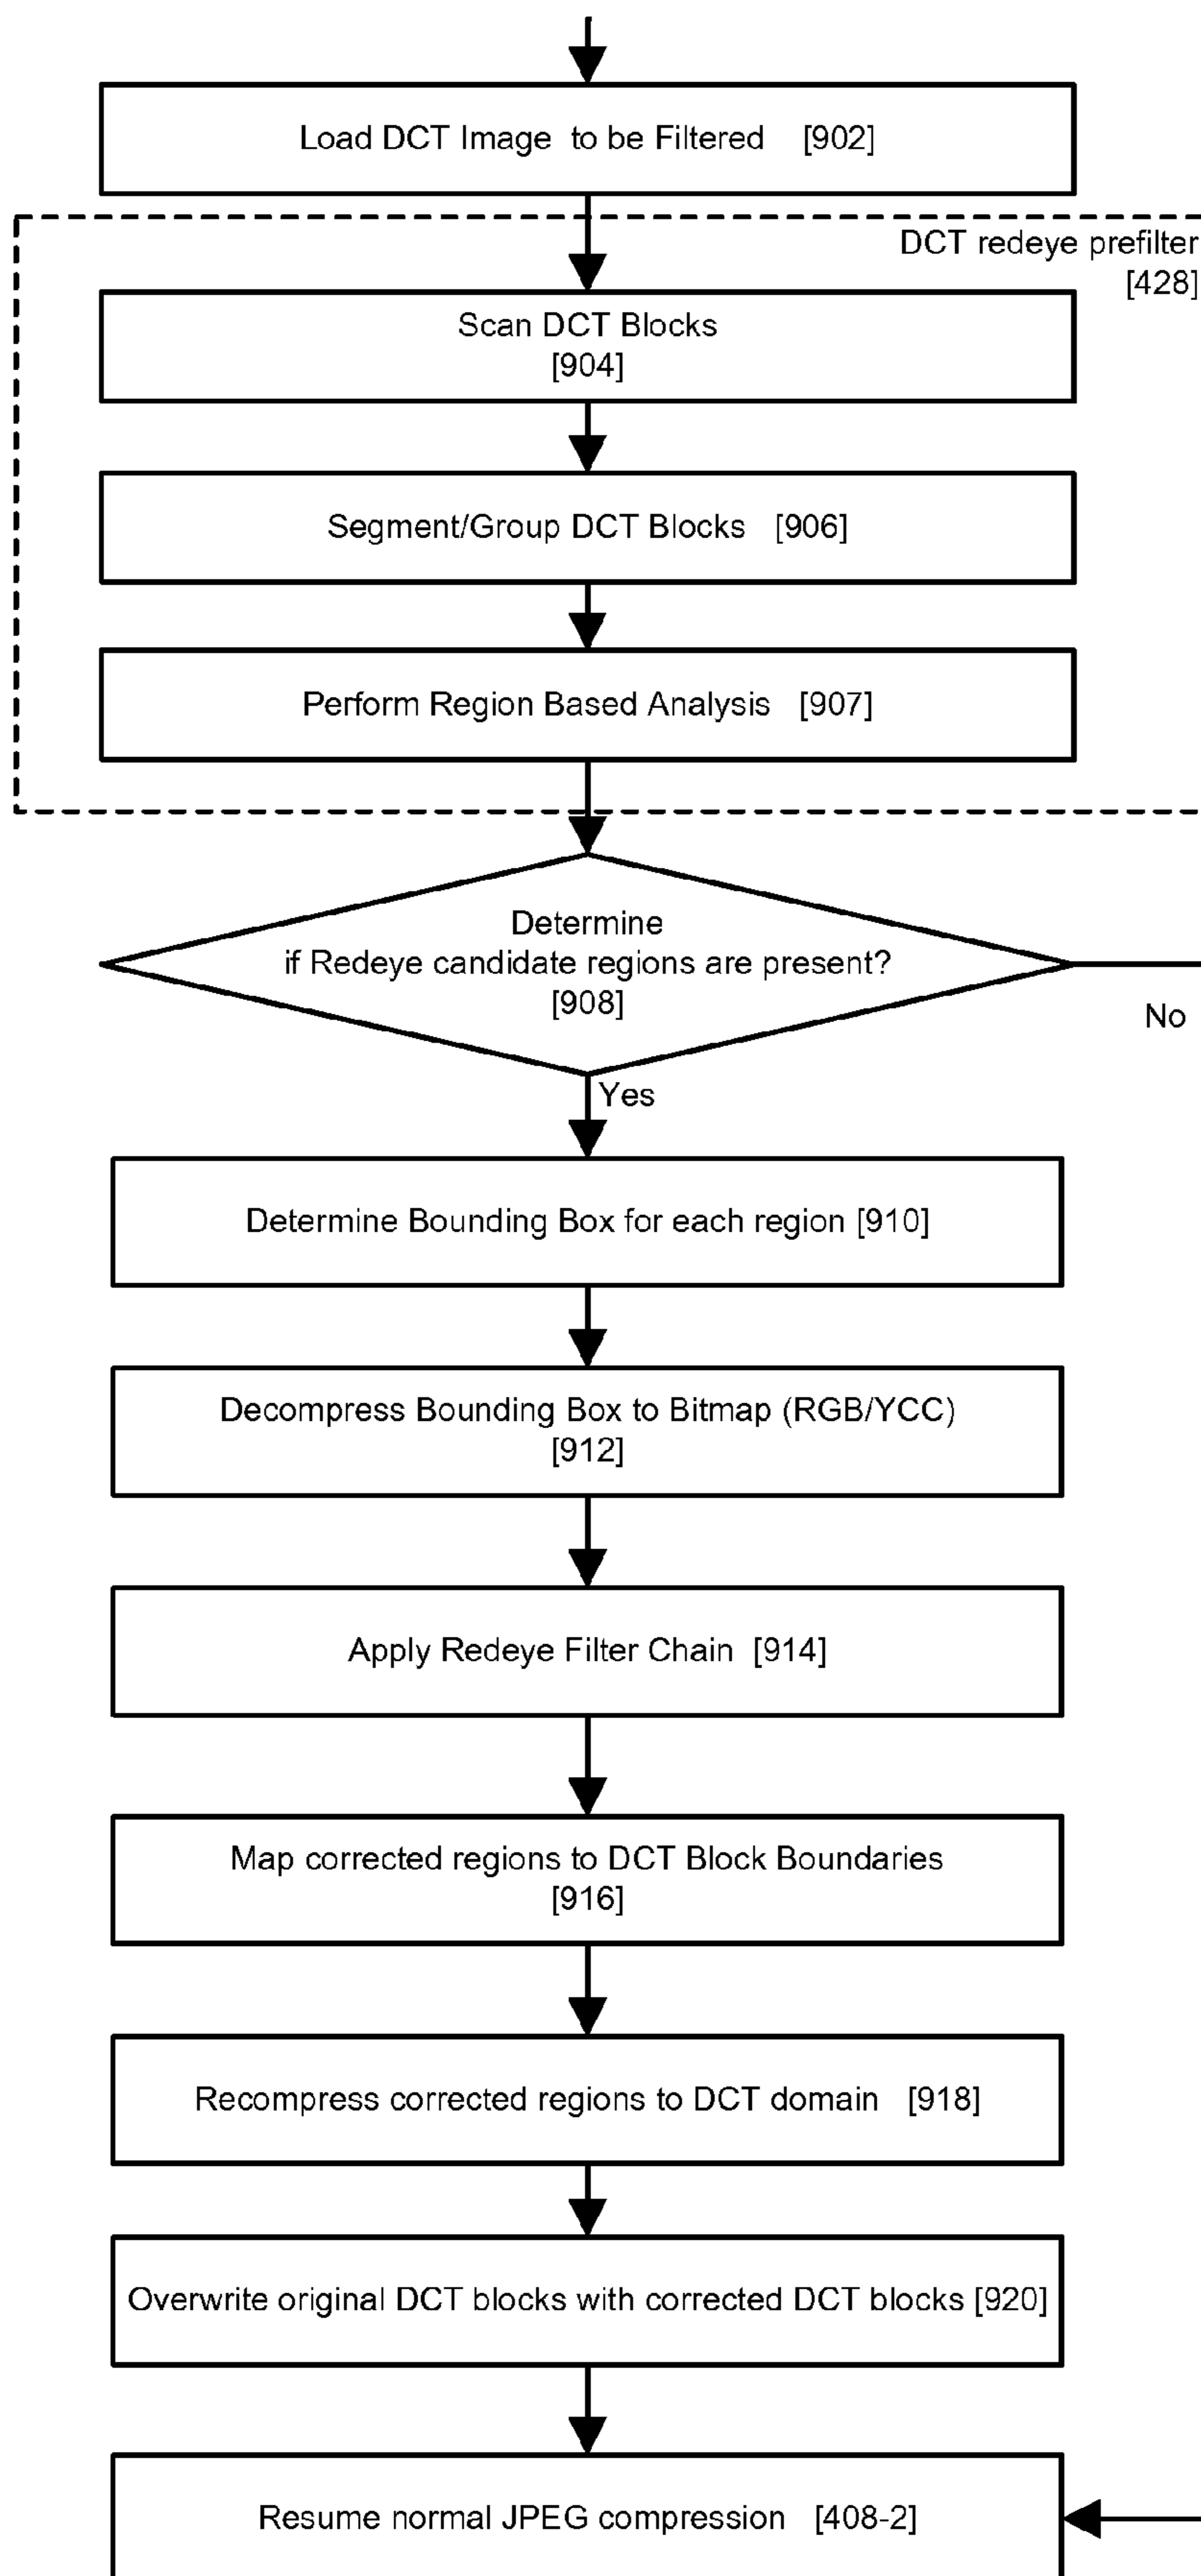 Load DCT Image to be Filtered [902]
DCT redeye prefilter
[428]
Scan DCT Blocks
[904]
Segment/Group DCT Blocks [906]
Perform Region Based Analysis [907]
Determine
if Redeye candidate regions are present?
[908]
No
Yes
Determine Bounding Box for each region [910]
Decompress Bounding Box to Bitmap (RGB/YCC)
[912]
Apply Redeye Filter Chain [914]
Map corrected regions to DCT Block Boundaries
[916]
Recompress corrected regions to DCT domain [918]
Overwrite original DCT blocks with corrected DCT blocks [920]
Resume normal JPEG compression [408-2]